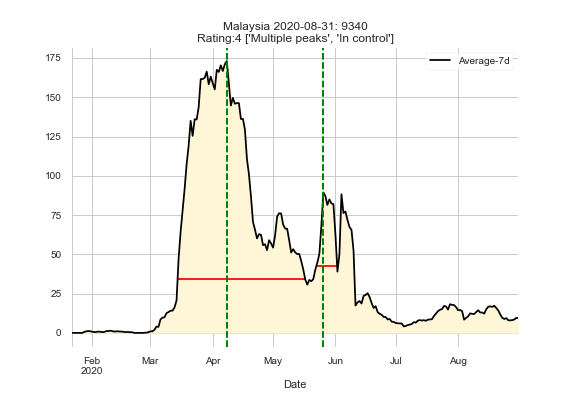 Malaysia 2020-08-31: 9340
Rating:4 ['Multiple peaks', 'In control']
Average-7d
175
150
125
100
75
50
25
0
Feb Mar Apr May Jun Jul Aug
2020
Date